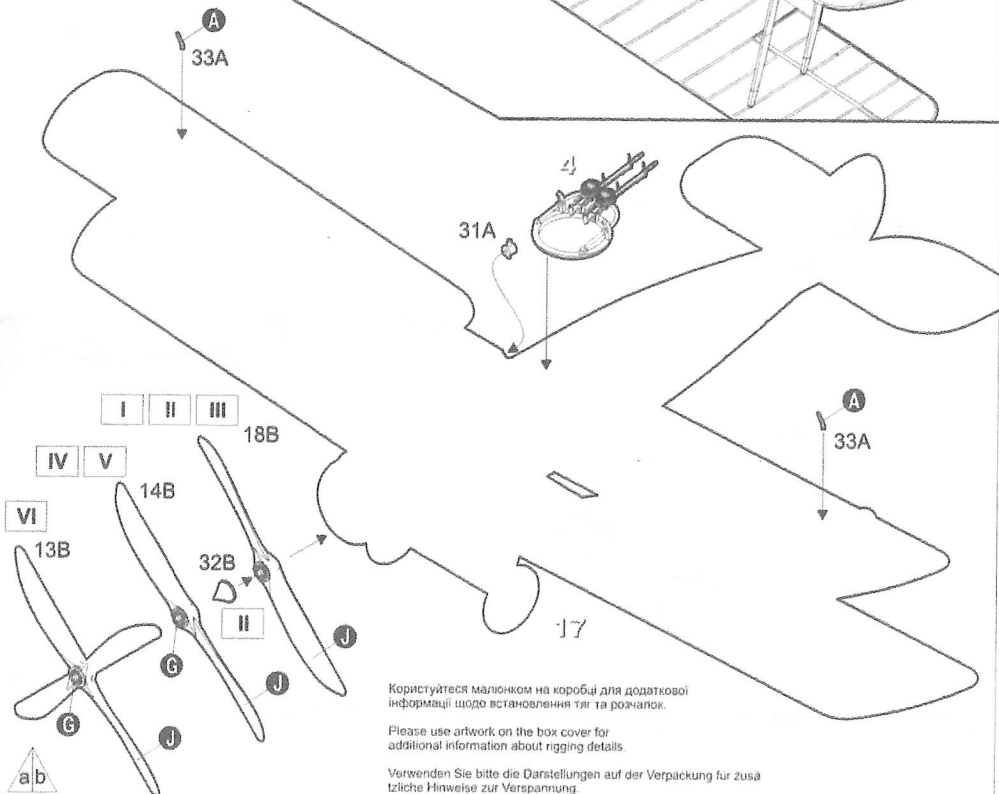 A
33A
4
31A
A
33A
I II III
18B
IV V
14B
VI
13B
32B
II
17
J
G
J
G
J
a b
Користуйтеся малюнком на коробці для додаткової
інформації щодо встановлення тяг та розчалок.
Please use artwork on the box cover for
additional information about rigging details.
Verwenden Sie bitte die Darstellungen auf der Verpackung fur zusä
tzliche Hinweise zur Verspannung